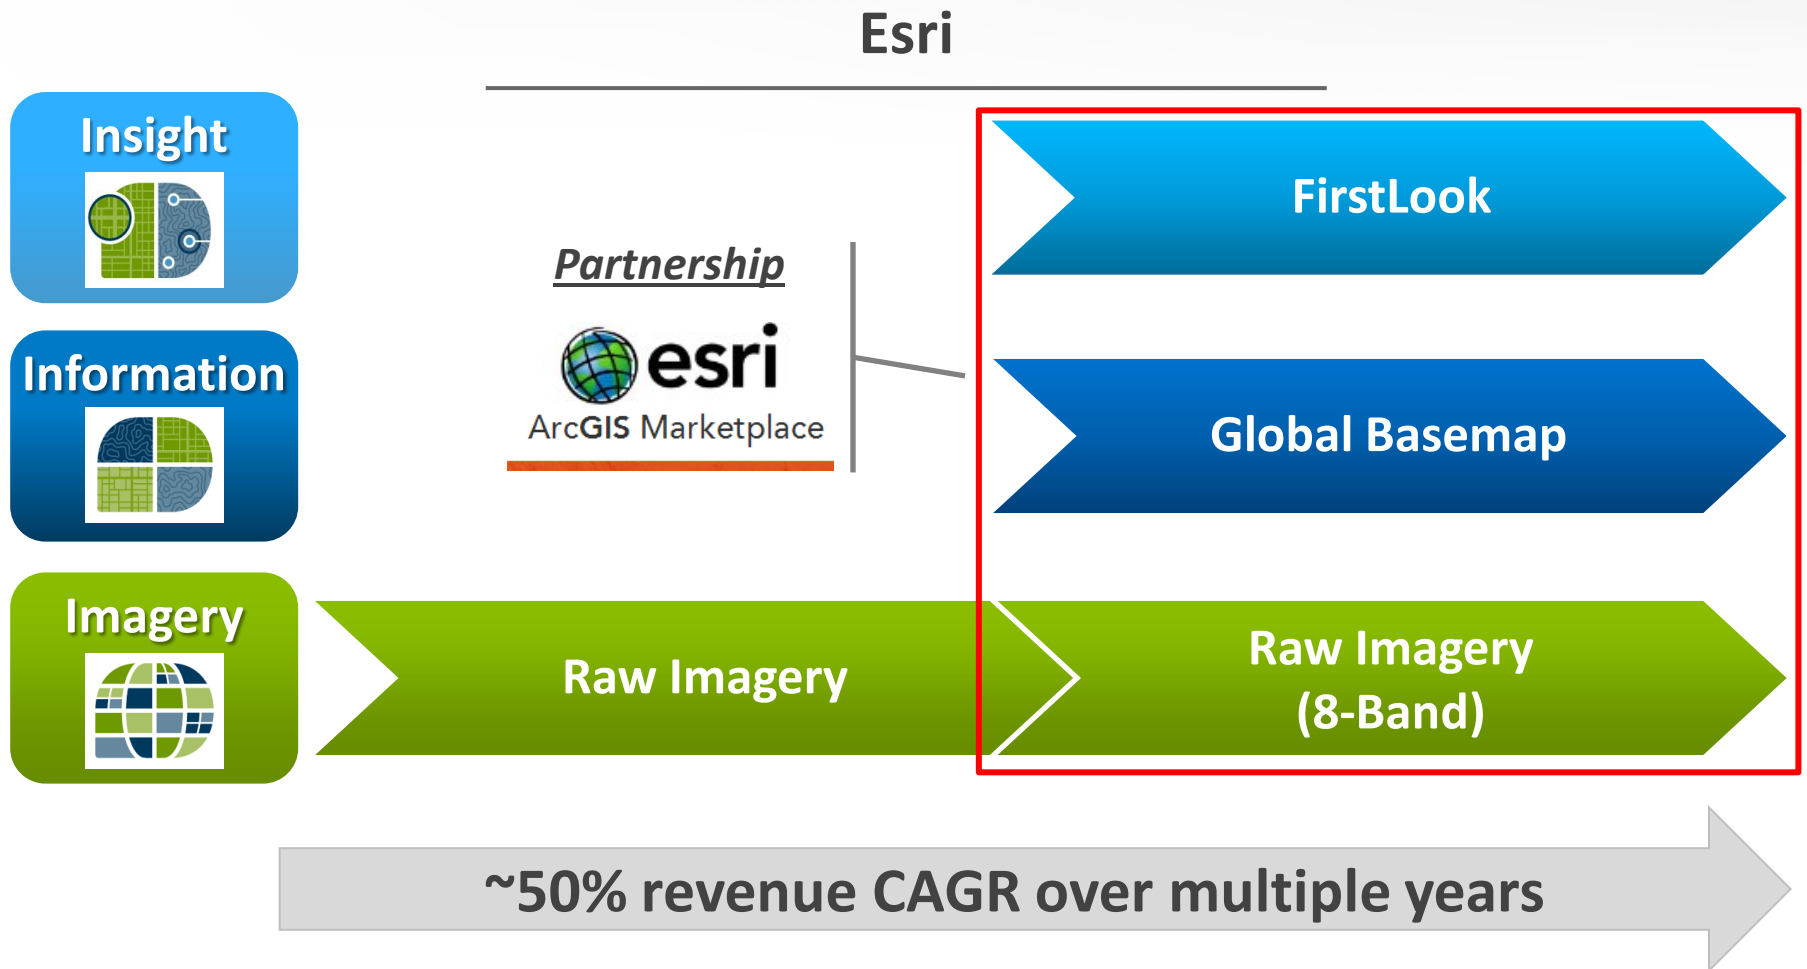 Esri
Insight
FirstLook
Partnership
esri
ArcGIS Marketplace
Information
Global Basemap
Imagery
Raw Imagery
Raw Imagery
(8-Band)
~50% revenue CAGR over multiple years